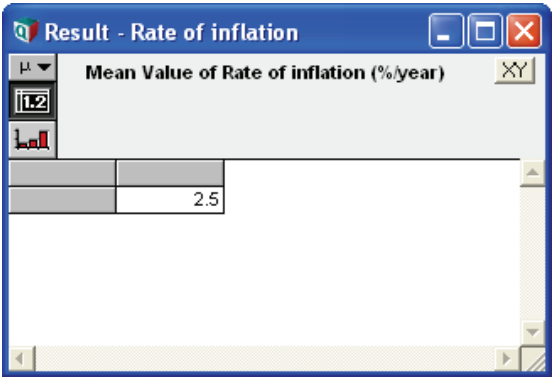 Result - Rate of inflation
μ
Mean Value of Rate of inflation (%/year)
XY
1.2
2.5